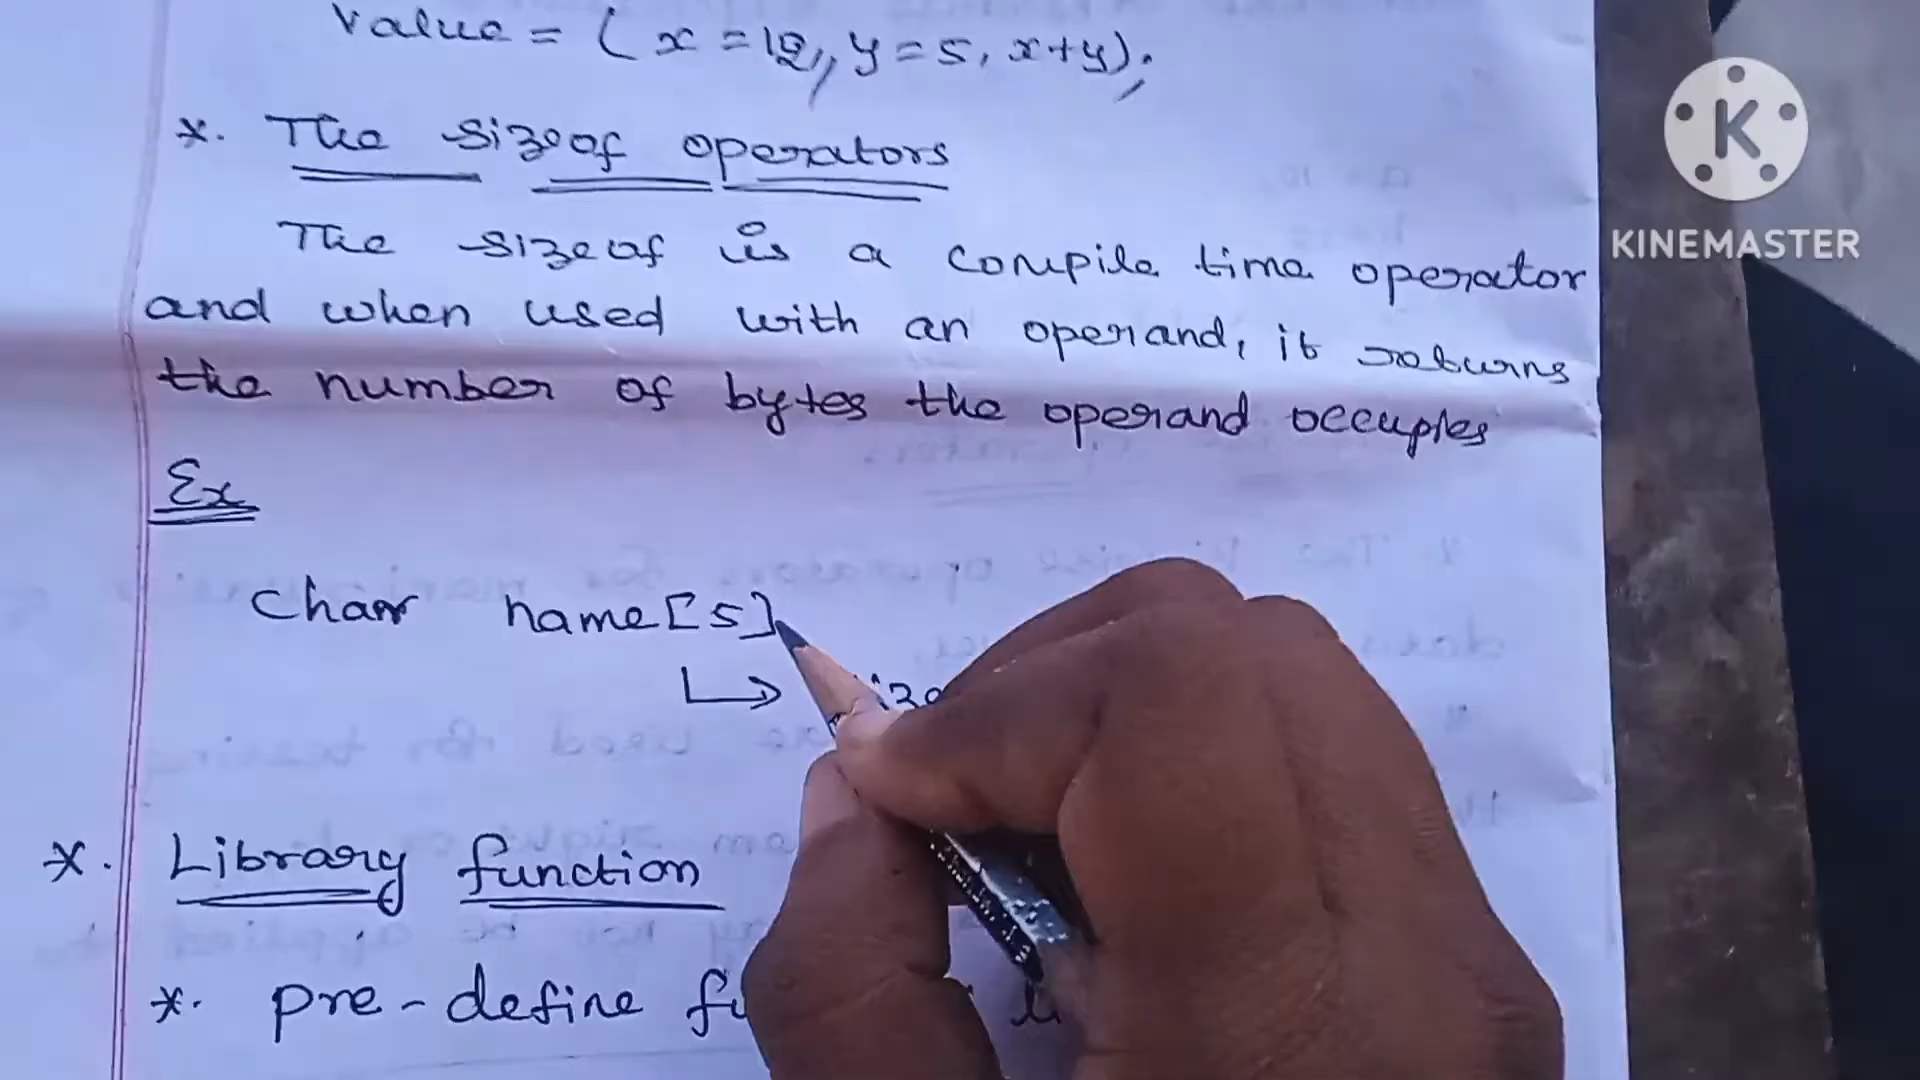 Value = (x = 12, y = 5, x+y);
*. The sizeof operators
The sizeof is a compile time operator
and when used with an operand, it returns
the number of bytes the operand occupies
Ex
Char name[5]
*. Library function
*. pre-define
K
KINEMASTER